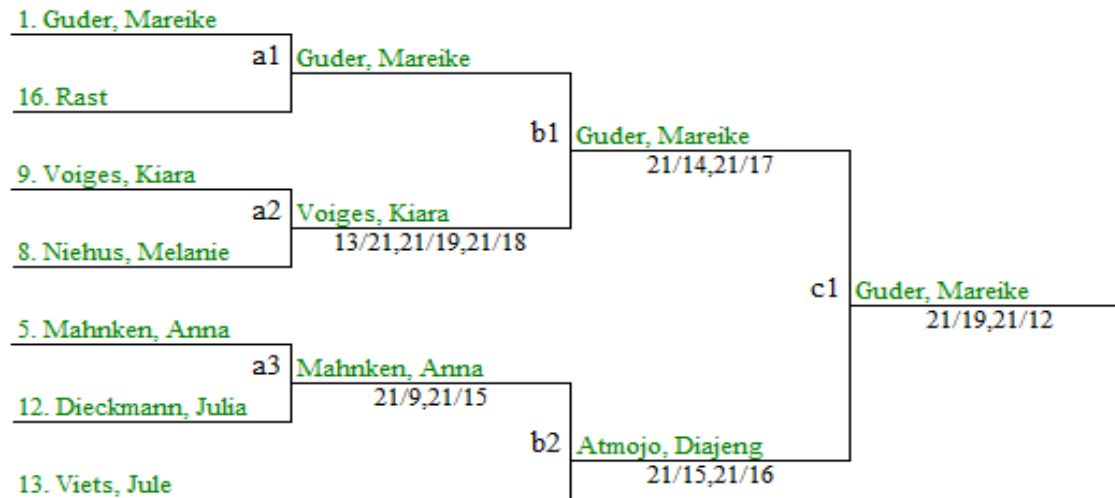 1. Guder, Mareike
a1 Guder, Mareike
16. Rast
b1 Guder, Mareike
21/14,21/17
9. Voiges, Kiara
a2 Voiges, Kiara
13/21,21/19,21/18
8. Niehus, Melanie
c1 Guder, Mareike
21/19,21/12
5. Mahnken, Anna
a3 Mahnken, Anna
21/9,21/15
12. Dieckmann, Julia
b2 Atmojo, Diajeng
21/15,21/16
13. Viets, Jule